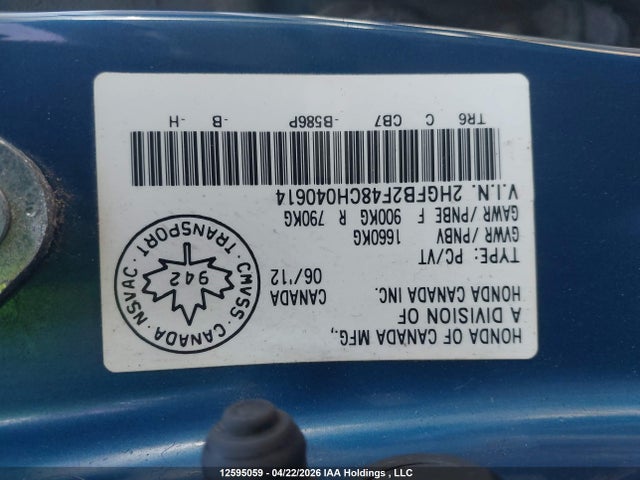 HONDA OF CANADA MFG.,
A DIVISION OF
HONDA CANADA INC.
CANADA
06/'12
TYPE: PC/VT
GVWR / PNBV 1660KG
GAWR / PNBE F 900KG R 790KG
V.I.N. 2HGFB2F48CH040614
TR6 C CB7 -B586P -B -H
CMVSS · CANADA · NSVAC · TRANSPORT ·
942
12595059 - 04/22/2026 IAA Holdings , LLC